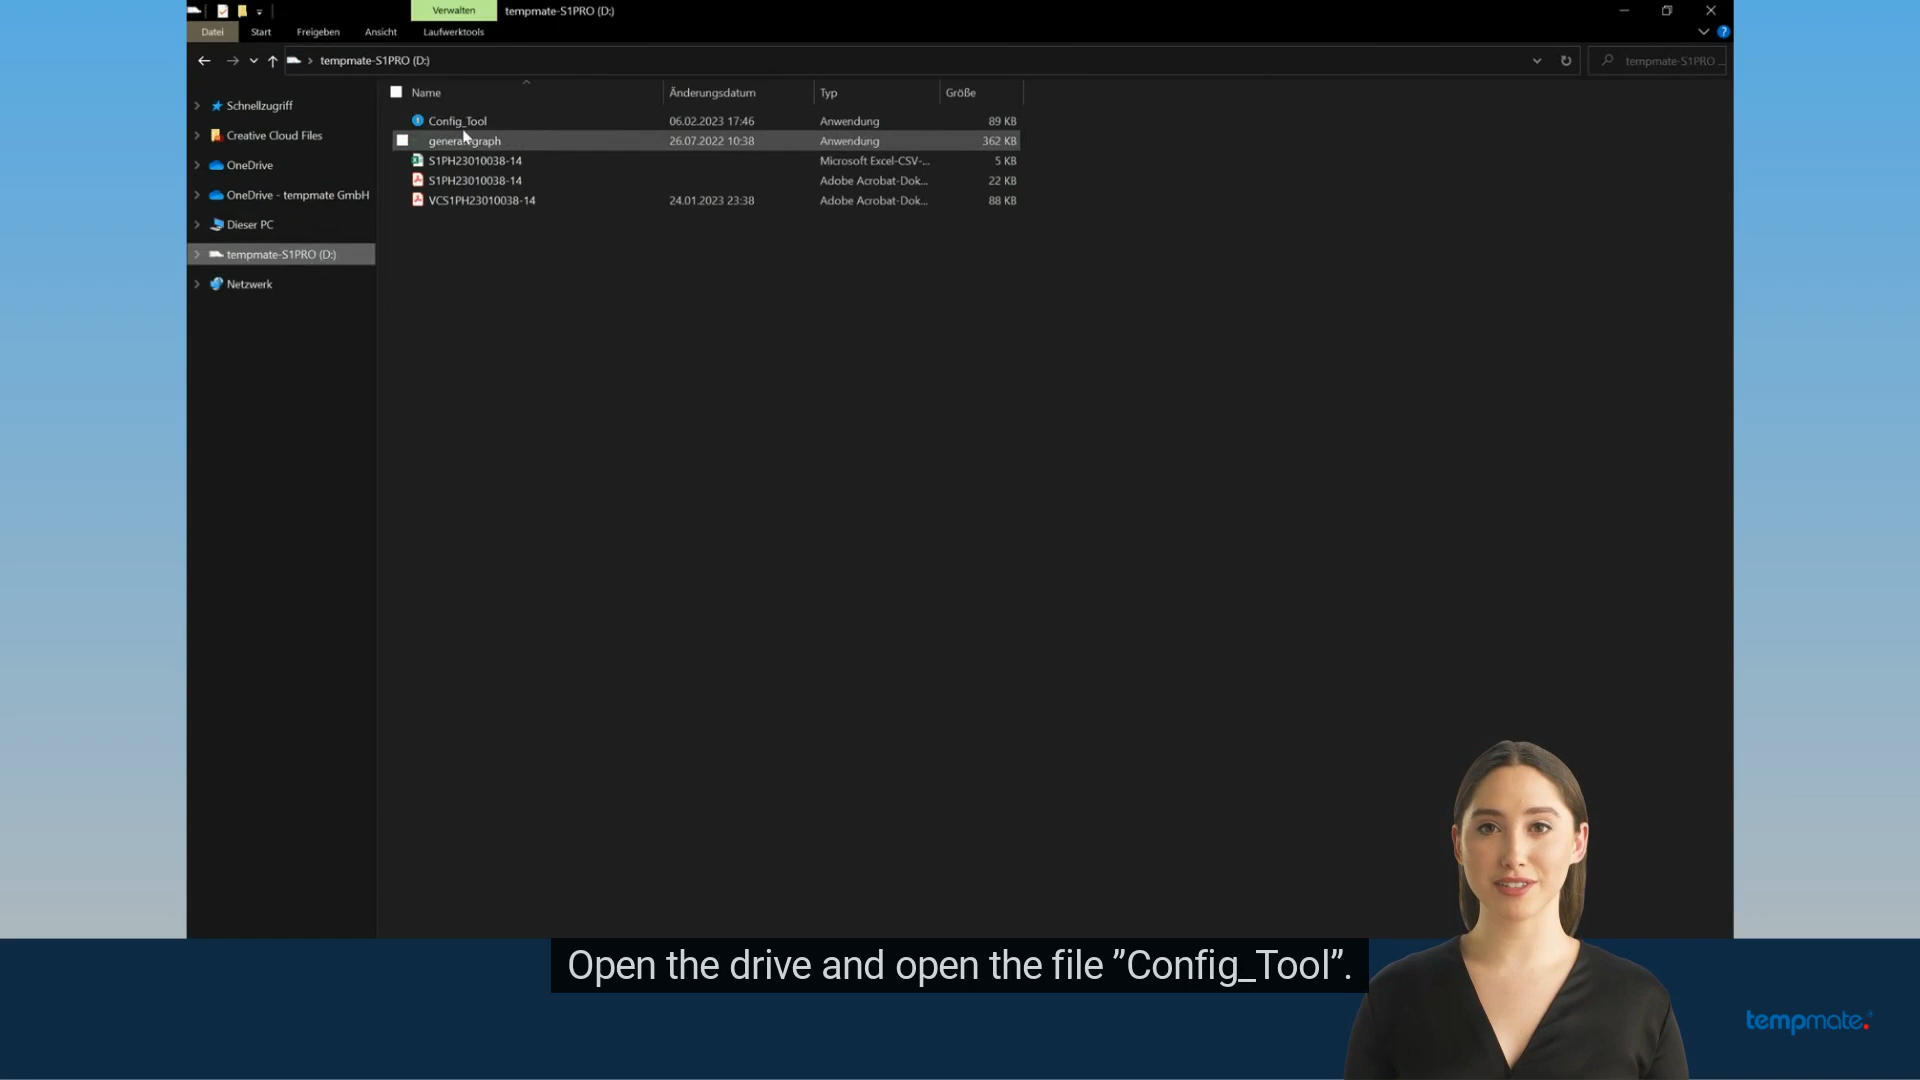 Verwalten tempmate-S1PRO (D:)
Datei Start Freigeben Ansicht Laufwerktools
tempmate-S1PRO (D:) tempmate-S1PRO ...
Name Änderungsdatum Typ Größe
Schnellzugriff
Creative Cloud Files
OneDrive
OneDrive - tempmate GmbH
Dieser PC
tempmate-S1PRO (D:)
Netzwerk
Config_Tool 06.02.2023 17:46 Anwendung 89 KB
26.07.2022 10:38 Anwendung 362 KB
S1PH23010038-14 Microsoft Excel-CSV-... 5 KB
S1PH23010038-14 Adobe Acrobat-Dok... 22 KB
VCS1PH23010038-14 24.01.2023 23:38 Adobe Acrobat-Dok... 88 KB
Open the drive and open the file ”Config_Tool”.
tempmate.